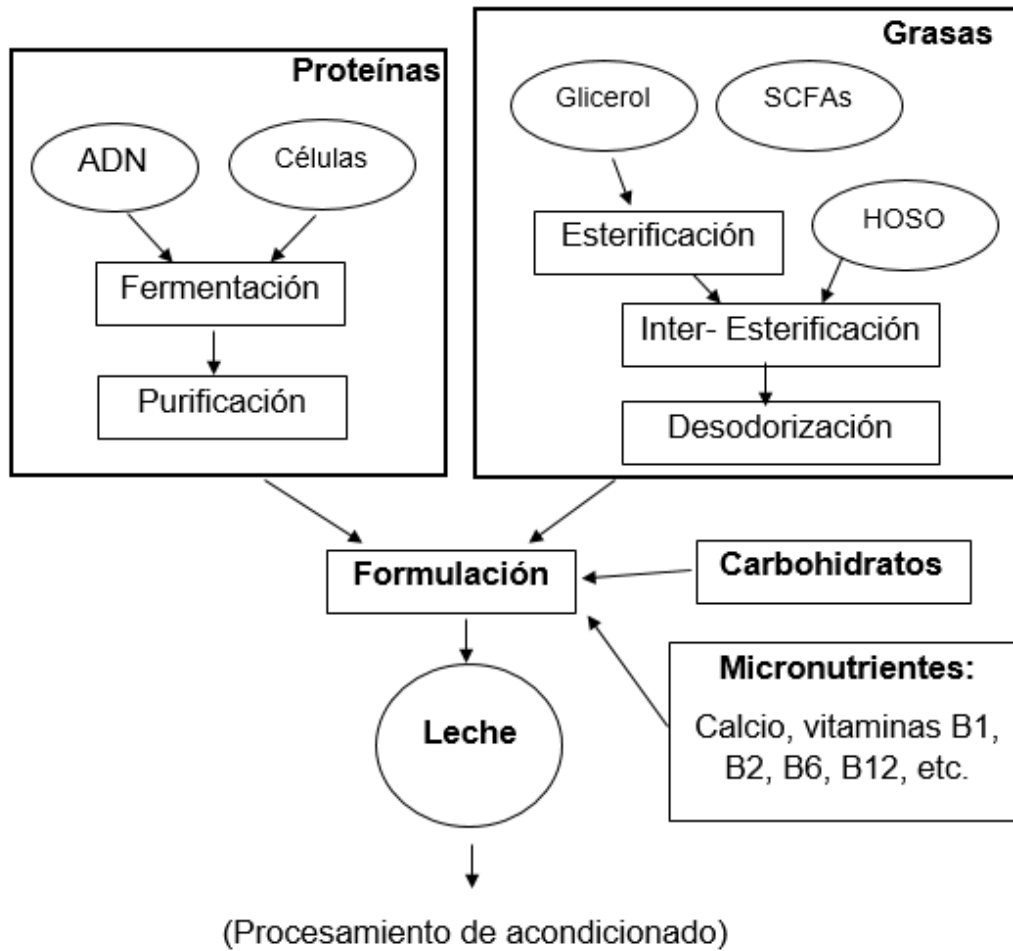 Proteínas
ADN
Células
Fermentación
Purificación
Grasas
Glicerol
SCFAs
Esterificación
HOSO
Inter- Esterificación
Desodorización
Formulación
Carbohidratos
Micronutrientes:
Calcio, vitaminas B1,
B2, B6, B12, etc.
Leche
(Procesamiento de acondicionado)